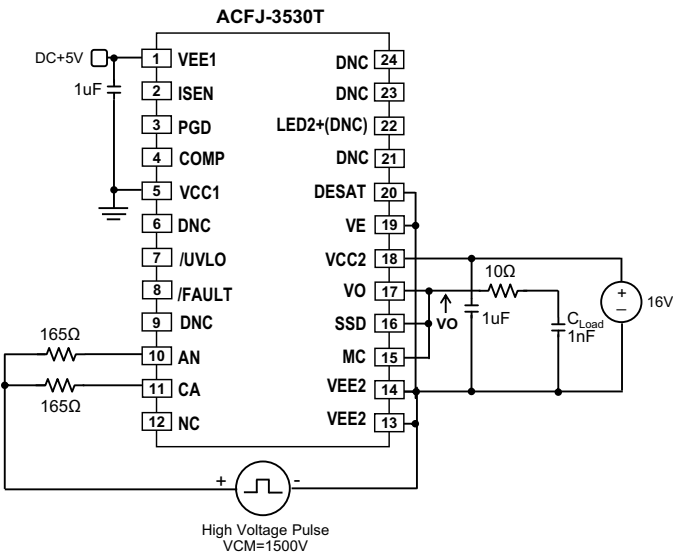 ACFJ-3530T
DC+5V
1uF
1 VEE1
2 ISEN
3 PGD
4 COMP
5 VCC1
6 DNC
7 /UVLO
8 /FAULT
9 DNC
10 AN
11 CA
12 NC
165Ω
165Ω
DNC 24
DNC 23
LED2+(DNC) 22
DNC 21
DESAT 20
VE 19
VCC2 18
VO 17
SSD 16
MC 15
VEE2 14
VEE2 13
VO
10Ω
1uF
CLoad
1nF
+
–
16V
+
-
High Voltage Pulse
VCM=1500V